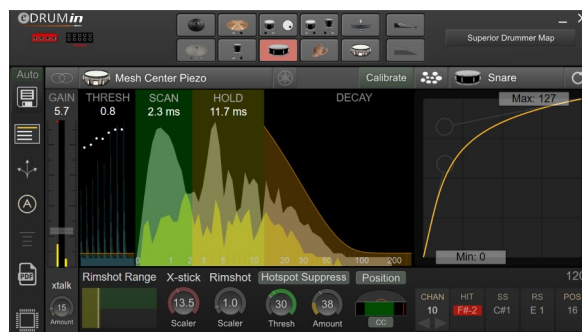 eDRUMin
Superior Drummer Map
Auto
Mesh Center Piezo
Calibrate
Snare
GAIN
5.7
THRESH
0.8
SCAN
2.3 ms
HOLD
11.7 ms
DECAY
Max: 127
Min: 0
0 1 2 3 10 20 30 50 100 200
Rimshot Range
X-stick
Rimshot
Hotspot Suppress
Position
xtalk
15
Amount
13.5
Scaler
1.0
Scaler
30
Thresh
38
Amount
CC
120
CHAN HIT SS RS POS
10 F#-2 C#1 E 1 16
PDF
A